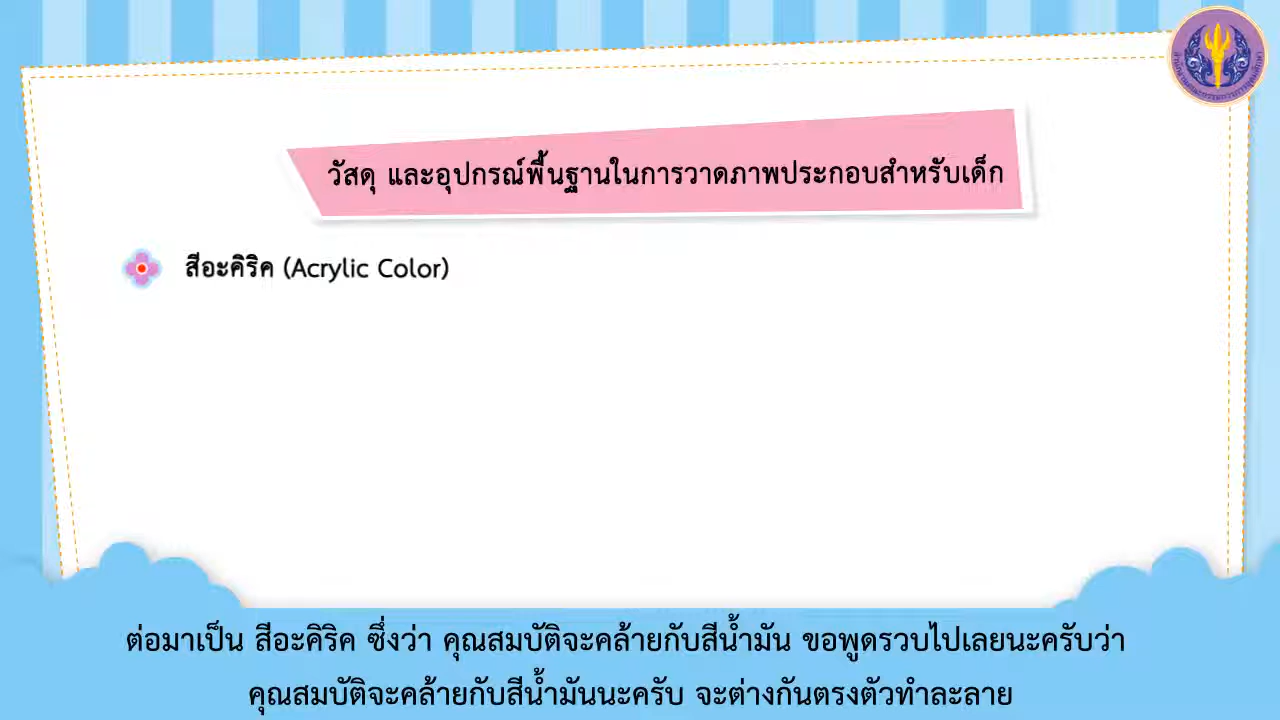 วัสดุ และอุปกรณ์พื้นฐานในการวาดภาพประกอบสำหรับเด็ก
สีอะคิริค (Acrylic Color)
ต่อมาเป็น สีอะคิริค ซึ่งว่า คุณสมบัติจะคล้ายกับสีน้ำมัน ขอพูดรวบไปเลยนะครับว่า
คุณสมบัติจะคล้ายกับสีน้ำมันนะครับ จะต่างกันตรงตัวทำละลาย